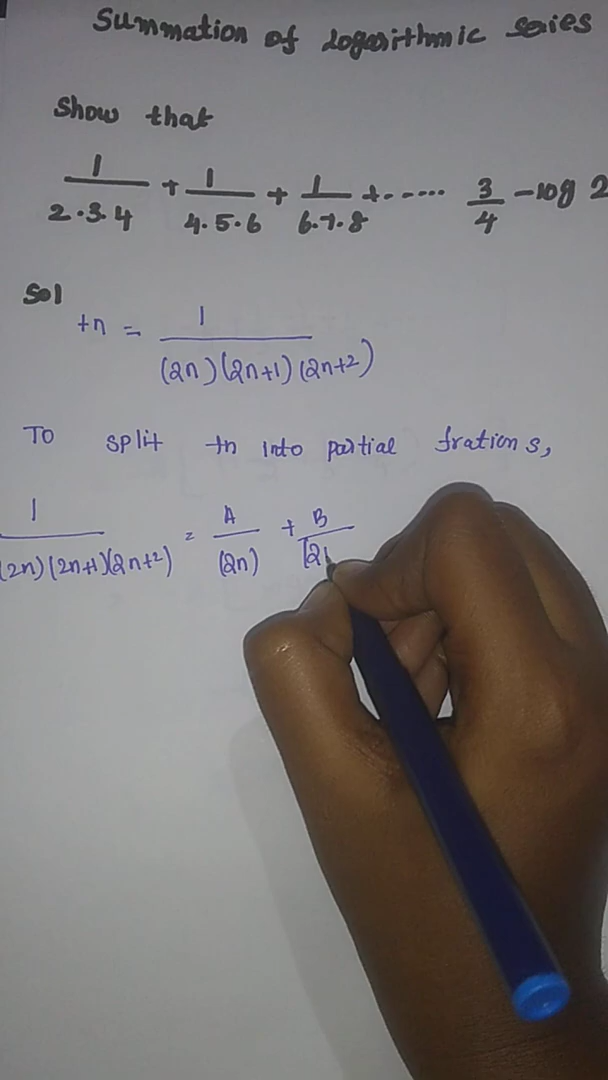 Summation of Logarithmic series
Show that
1/2.3.4 + 1/4.5.6 + 1/6.7.8 +...... 3/4 - log 2
Sol
tn = 1/(2n)(2n+1)(2n+2)
To split tn into partial frations,
1/(2n)(2n+1)(2n+2) = A/(2n) + B/(2